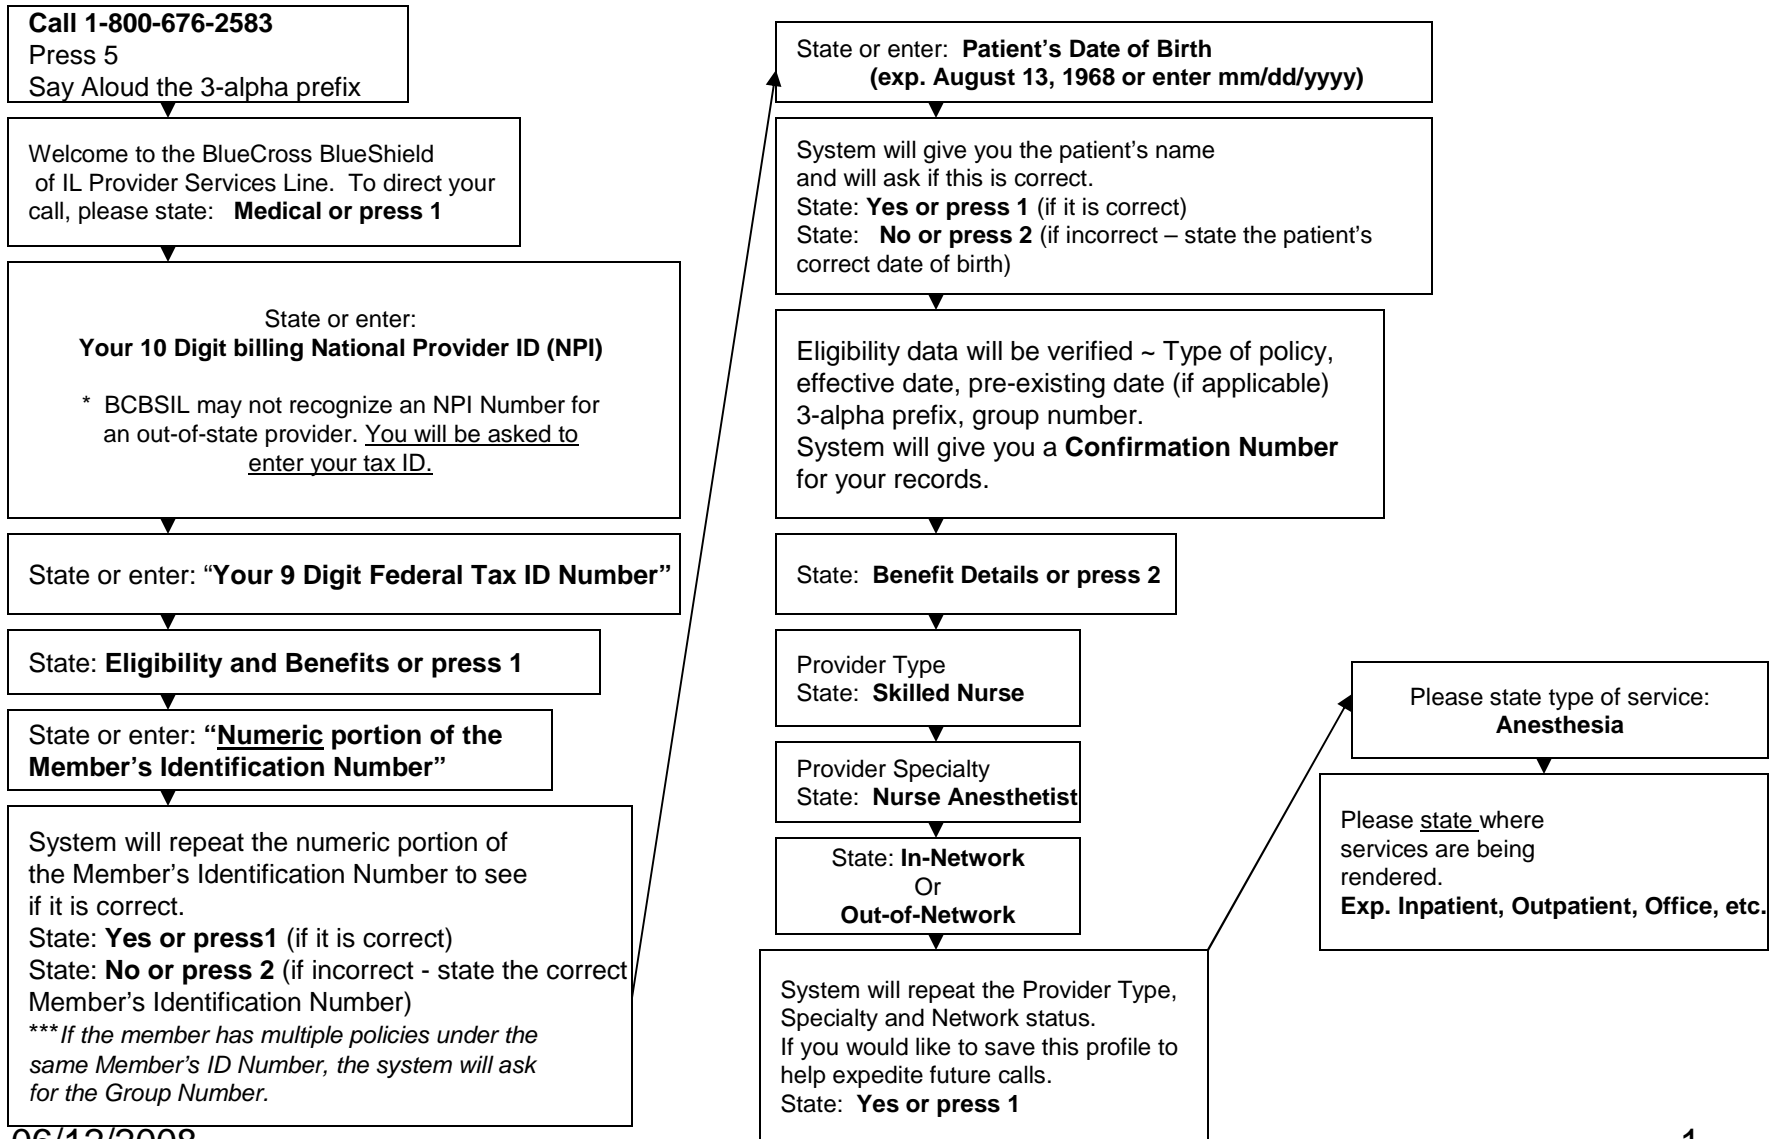 Call 1-800-676-2583
Press 5
Say Aloud the 3-alpha prefix
Welcome to the BlueCross BlueShield
of IL Provider Services Line. To direct your
call, please state: Medical or press 1
State or enter:
Your 10 Digit billing National Provider ID (NPI)
* BCBSIL may not recognize an NPI Number for
an out-of-state provider. You will be asked to
enter your tax ID.
State or enter: “Your 9 Digit Federal Tax ID Number”
State: Eligibility and Benefits or press 1
State or enter: “Numeric portion of the
Member’s Identification Number”
System will repeat the numeric portion of
the Member’s Identification Number to see
if it is correct.
State: Yes or press1 (if it is correct)
State: No or press 2 (if incorrect - state the correct
Member’s Identification Number)
***If the member has multiple policies under the
same Member’s ID Number, the system will ask
for the Group Number.
State or enter: Patient’s Date of Birth
(exp. August 13, 1968 or enter mm/dd/yyyy)
System will give you the patient’s name
and will ask if this is correct.
State: Yes or press 1 (if it is correct)
State: No or press 2 (if incorrect – state the patient’s
correct date of birth)
Eligibility data will be verified ~ Type of policy,
effective date, pre-existing date (if applicable)
3-alpha prefix, group number.
System will give you a Confirmation Number
for your records.
State: Benefit Details or press 2
Provider Type
State: Skilled Nurse
Provider Specialty
State: Nurse Anesthetist
State: In-Network
Or
Out-of-Network
System will repeat the Provider Type,
Specialty and Network status.
If you would like to save this profile to
help expedite future calls.
State: Yes or press 1
Please state type of service:
Anesthesia
Please state where
services are being
rendered.
Exp. Inpatient, Outpatient, Office, etc.
06/12/2008
1